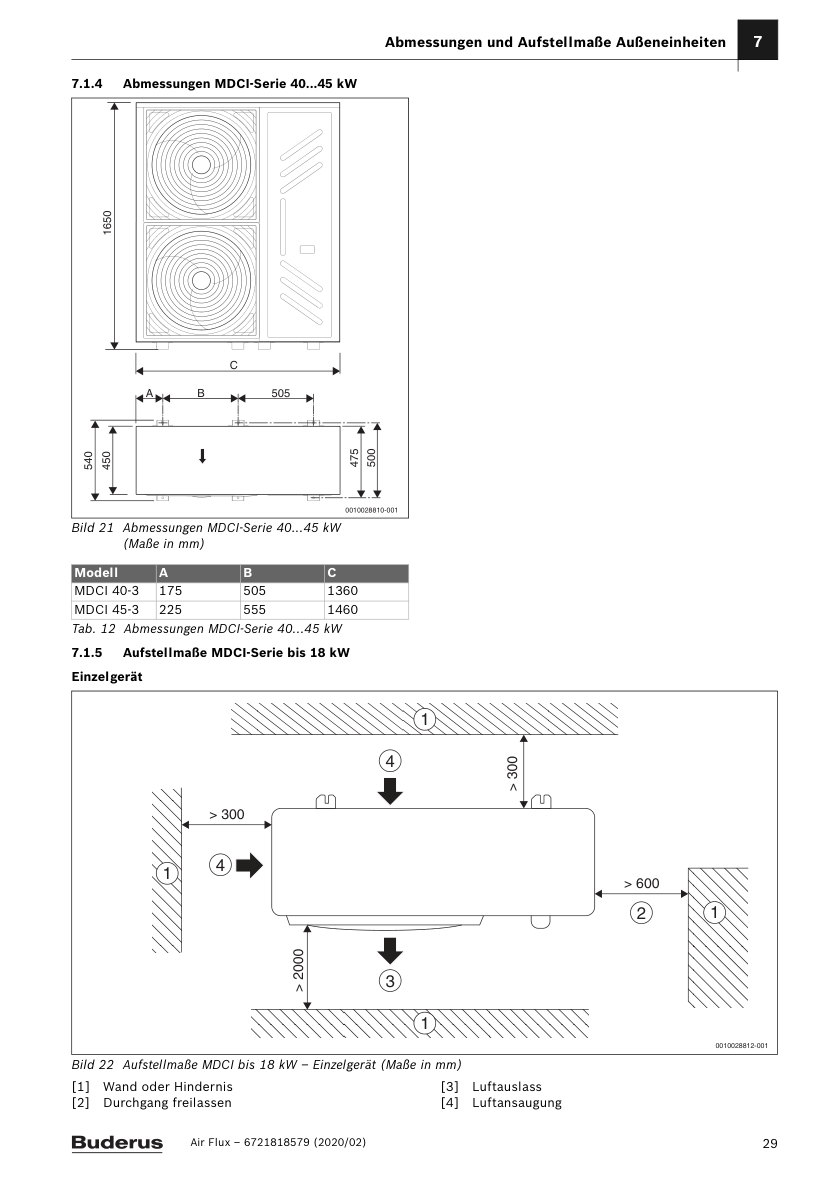 Abmessungen und Aufstellmaße Außeneinheiten 7
7.1.4 Abmessungen MDCI-Serie 40...45 kW
1650
C
A B 505
540 450 475 500
0010028810-001
Bild 21 Abmessungen MDCI-Serie 40...45 kW
(Maße in mm)
Modell A B C
MDCI 40-3 175 505 1360
MDCI 45-3 225 555 1460
Tab. 12 Abmessungen MDCI-Serie 40...45 kW
7.1.5 Aufstellmaße MDCI-Serie bis 18 kW
Einzelgerät
1
4
> 300
> 300
4
1
> 600
2
1
> 2000
3
1
0010028812-001
Bild 22 Aufstellmaße MDCI bis 18 kW – Einzelgerät (Maße in mm)
[1] Wand oder Hindernis
[2] Durchgang freilassen
[3] Luftauslass
[4] Luftansaugung
Buderus Air Flux – 6721818579 (2020/02) 29